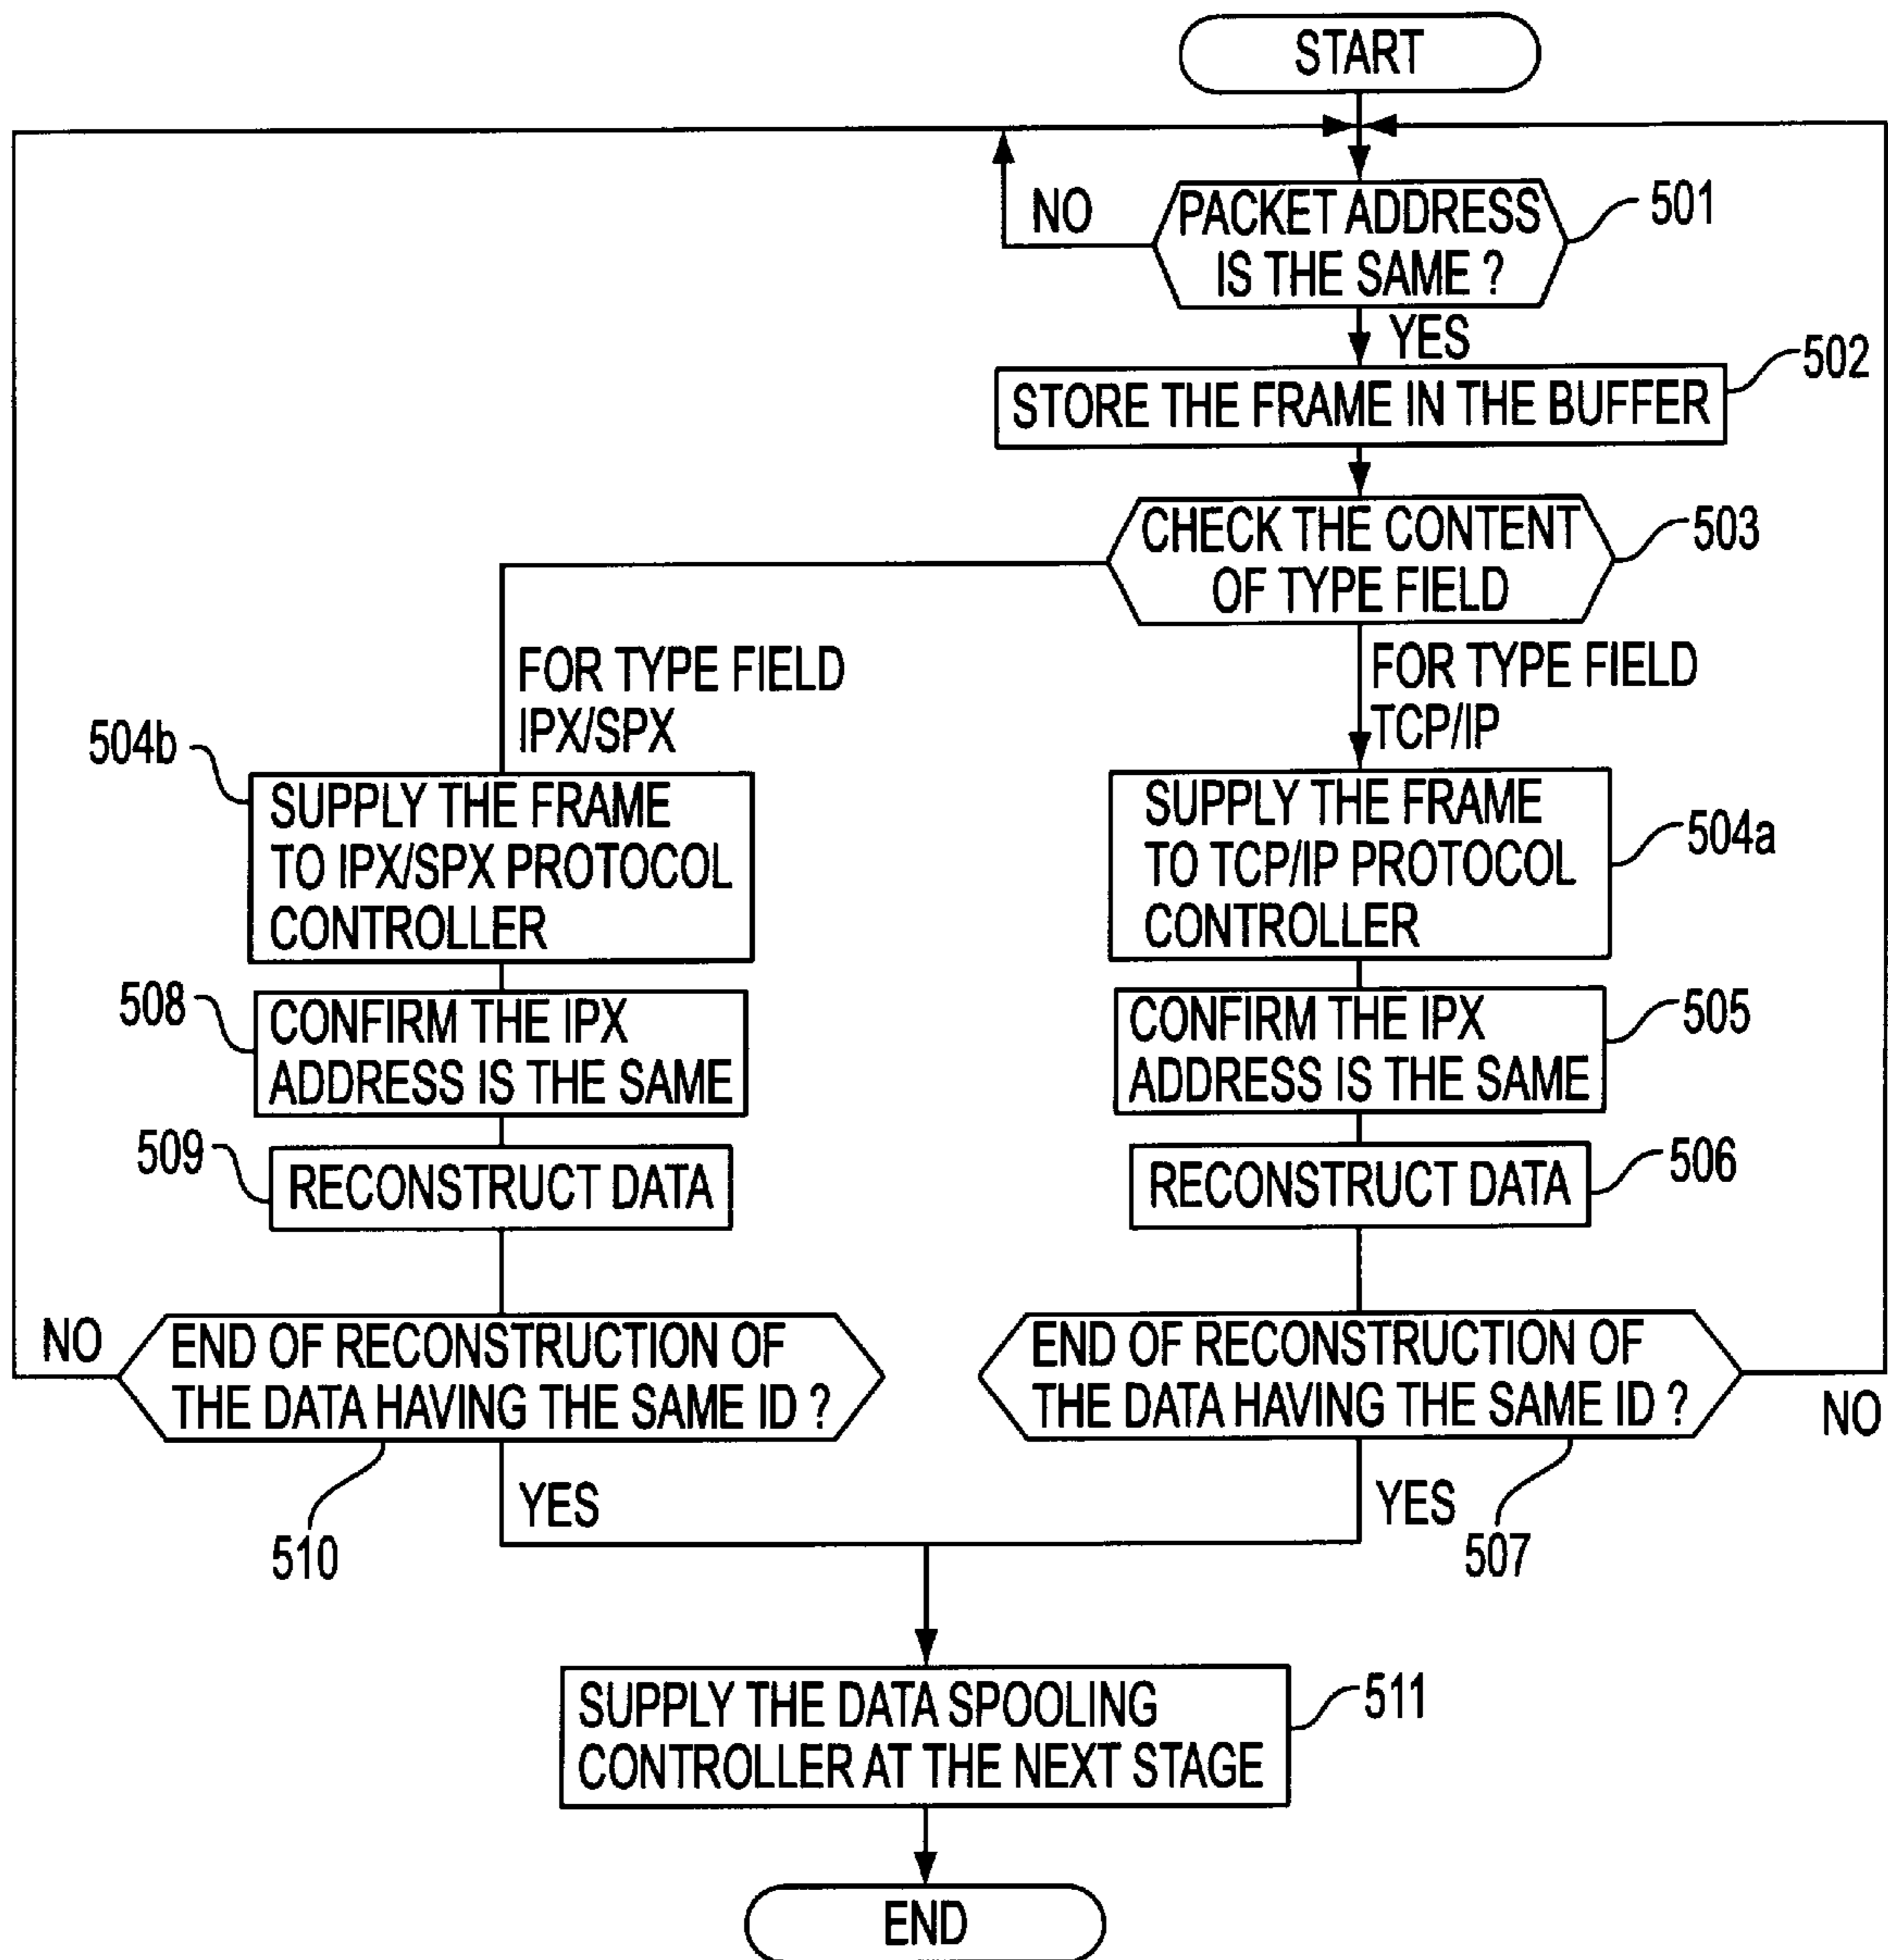 START
NO
PACKET ADDRESS
IS THE SAME ?
501
YES
STORE THE FRAME IN THE BUFFER
502
CHECK THE CONTENT
OF TYPE FIELD
503
FOR TYPE FIELD
IPX/SPX
FOR TYPE FIELD
TCP/IP
504b
SUPPLY THE FRAME
TO IPX/SPX PROTOCOL
CONTROLLER
SUPPLY THE FRAME
TO TCP/IP PROTOCOL
CONTROLLER
504a
508
CONFIRM THE IPX
ADDRESS IS THE SAME
CONFIRM THE IPX
ADDRESS IS THE SAME
505
509
RECONSTRUCT DATA
RECONSTRUCT DATA
506
NO
END OF RECONSTRUCTION OF
THE DATA HAVING THE SAME ID ?
END OF RECONSTRUCTION OF
THE DATA HAVING THE SAME ID ?
NO
510
YES
YES
507
SUPPLY THE DATA SPOOLING
CONTROLLER AT THE NEXT STAGE
511
END